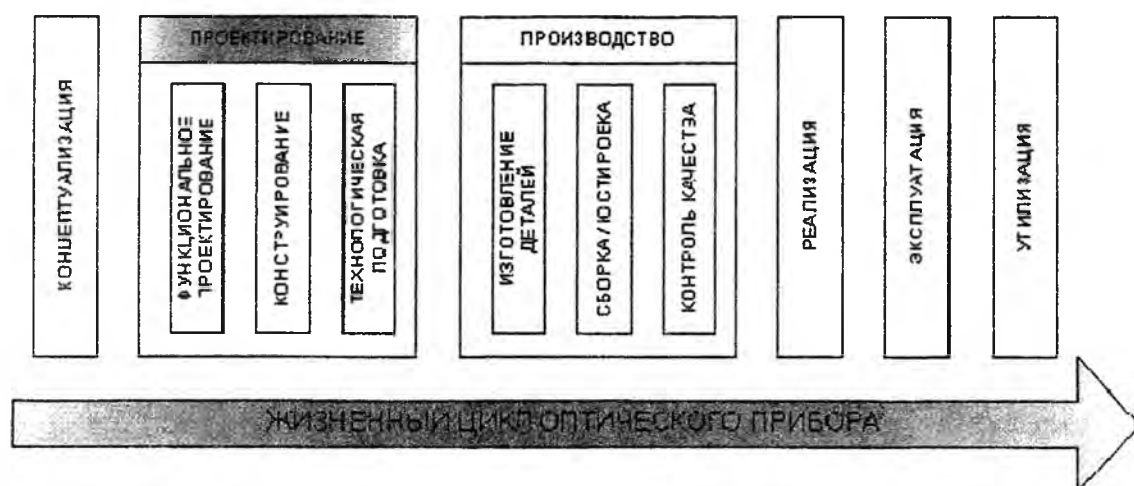 КОНЦЕПТУАЛИЗАЦИЯ
ПРОЕКТИРОВАНИЕ
ФУНКЦИОНАЛЬНОЕ
ПРОЕКТИРОВАНИЕ
КОНСТРУИРОВАНИЕ
ТЕХНОЛОГИЧЕСКАЯ
ПОДГОТОВКА
ПРОИЗВОДСТВО
ИЗГОТОВЛЕНИЕ
ДЕТАЛЕЙ
СБОРКА / ЮСТИРОВКА
КОНТРОЛЬ КАЧЕСТВА
РЕАЛИЗАЦИЯ
ЭКСПЛУАТАЦИЯ
УТИЛИЗАЦИЯ
ЖИЗНЕННЫЙ ЦИКЛ ОПТИЧЕСКОГО ПРИБОРА